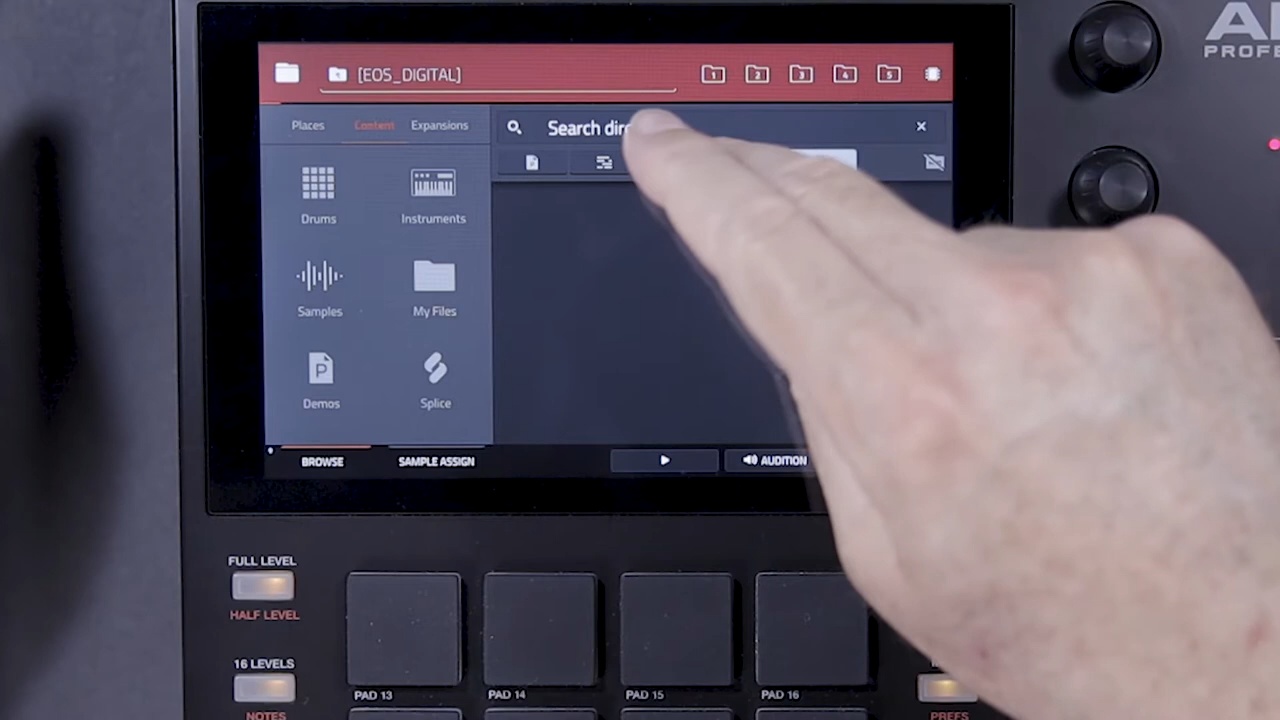 [EOS_DIGITAL]
1 2 3 4 5
Places Content Expansions
Search
Drums Instruments
Samples My Files
P
Demos Splice
BROWSE SAMPLE ASSIGN AUDITION
FULL LEVEL
HALF LEVEL
16 LEVELS
NOTES
PAD 13 PAD 14 PAD 15 PAD 16
PREFS